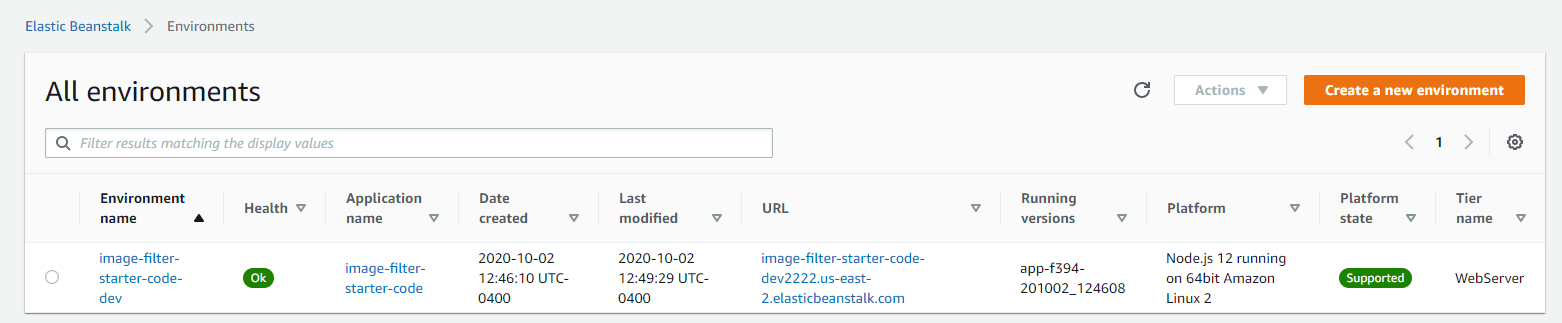 Elastic Beanstalk > Environments
All environments
Actions
Create a new environment
Filter results matching the display values
1
Environment
name
Health
Application
name
Date
created
Last
modified
URL
Running
versions
Platform
Platform
state
Tier
name
image-filter-
starter-code-
dev
Ok
image-filter-
starter-code
2020-10-02
12:46:10 UTC-
0400
2020-10-02
12:49:29 UTC-
0400
image-filter-starter-code-
dev2222.us-east-
2.elasticbeanstalk.com
app-f394-
201002_124608
Node.js 12 running
on 64bit Amazon
Linux 2
Supported
WebServer